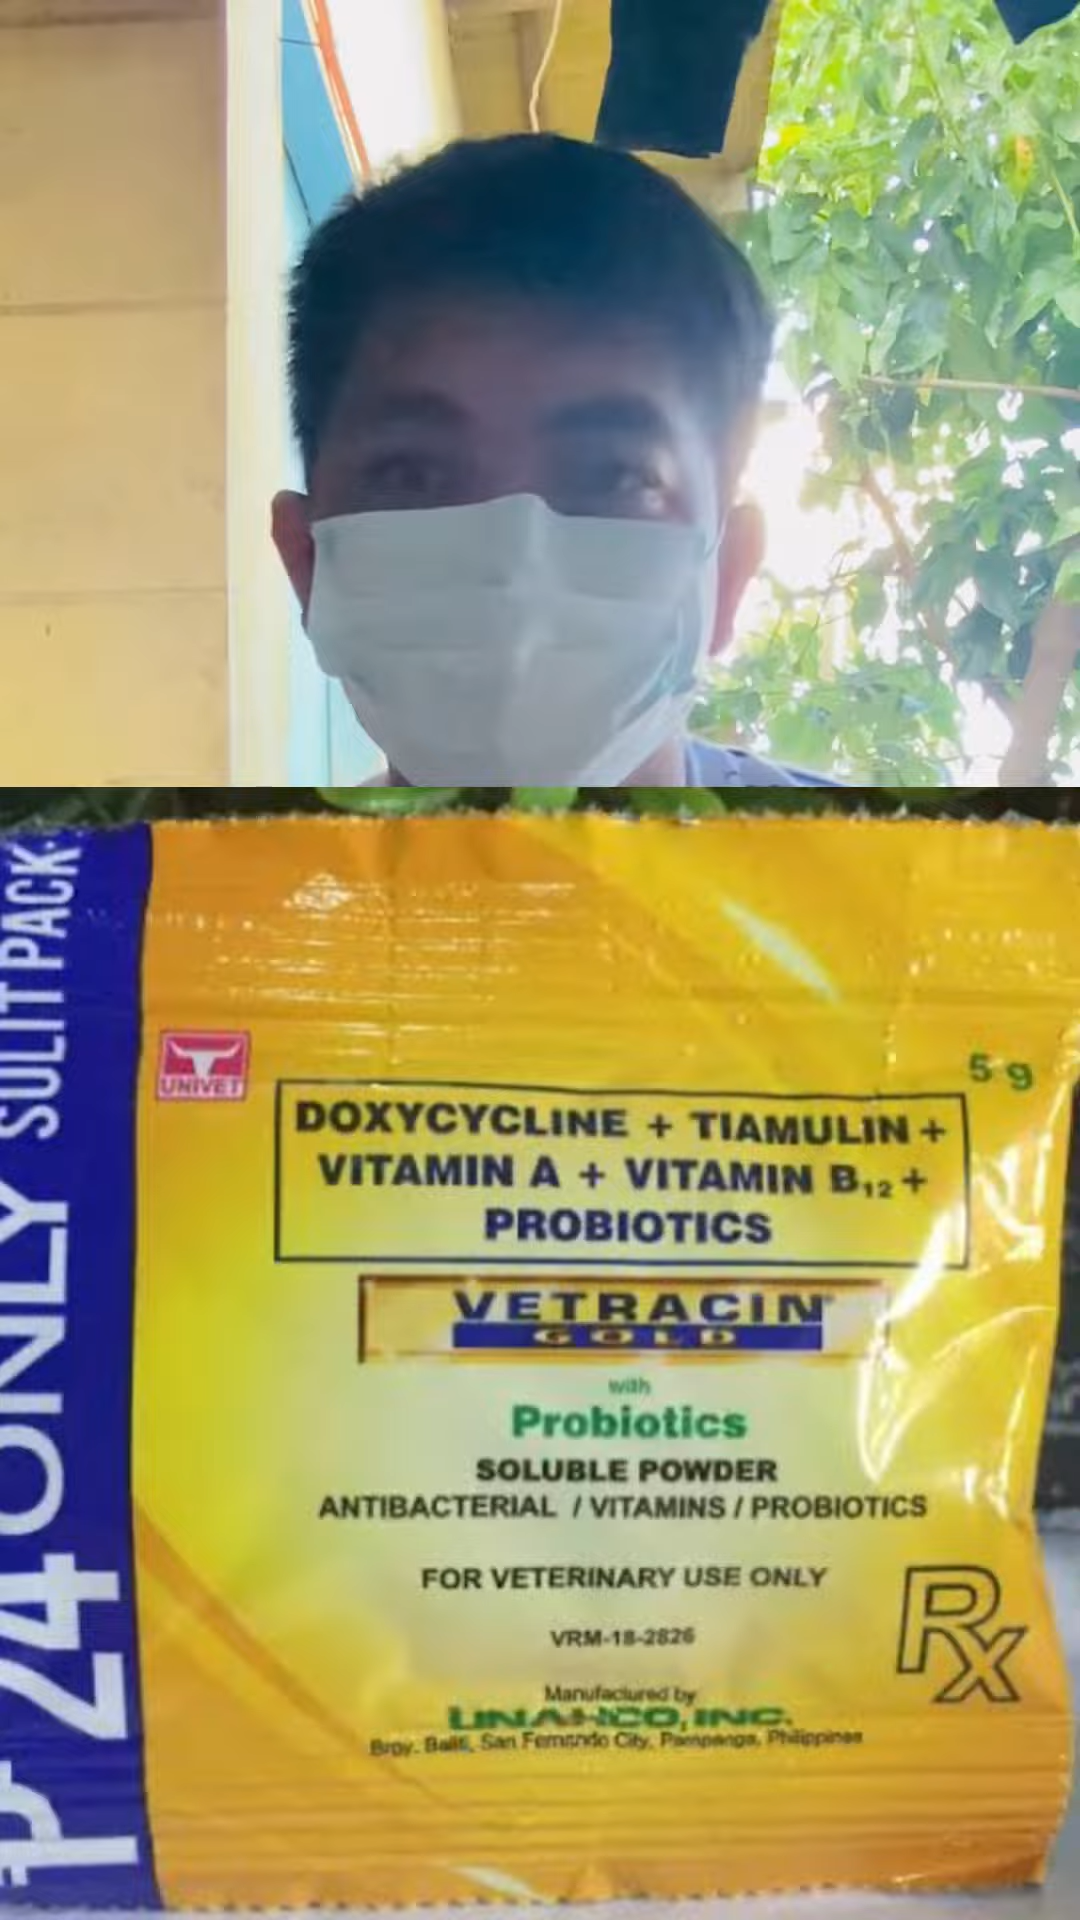 ₱24 ONLY SULIT PACK
UNIVET
5 g
DOXYCYCLINE + TIAMULIN +
VITAMIN A + VITAMIN B₁₂ +
PROBIOTICS
VETRACIN
GOLD
with
Probiotics
SOLUBLE POWDER
ANTIBACTERIAL / VITAMINS / PROBIOTICS
FOR VETERINARY USE ONLY
VRM-18-2826
Rx
Manufactured by
UNAHCO, INC.
Brgy. Baliti, San Fernando City, Pampanga, Philippines